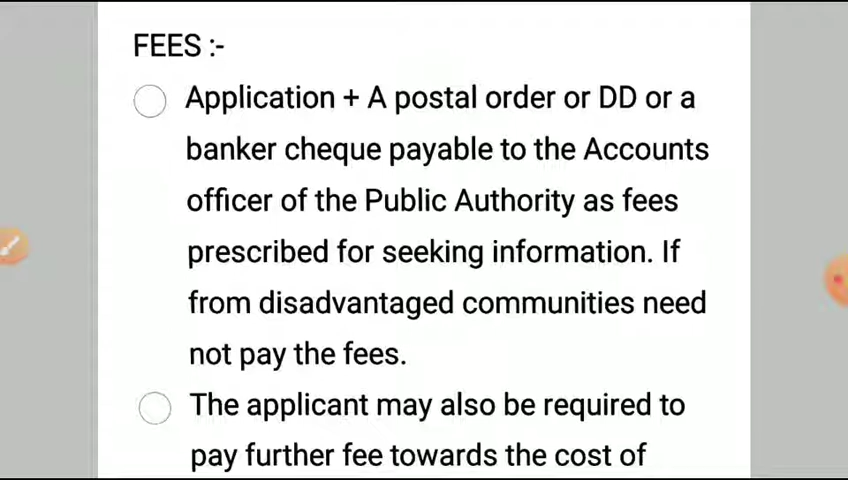 FEES :-
Application + A postal order or DD or a
banker cheque payable to the Accounts
officer of the Public Authority as fees
prescribed for seeking information. If
from disadvantaged communities need
not pay the fees.
The applicant may also be required to
pay further fee towards the cost of